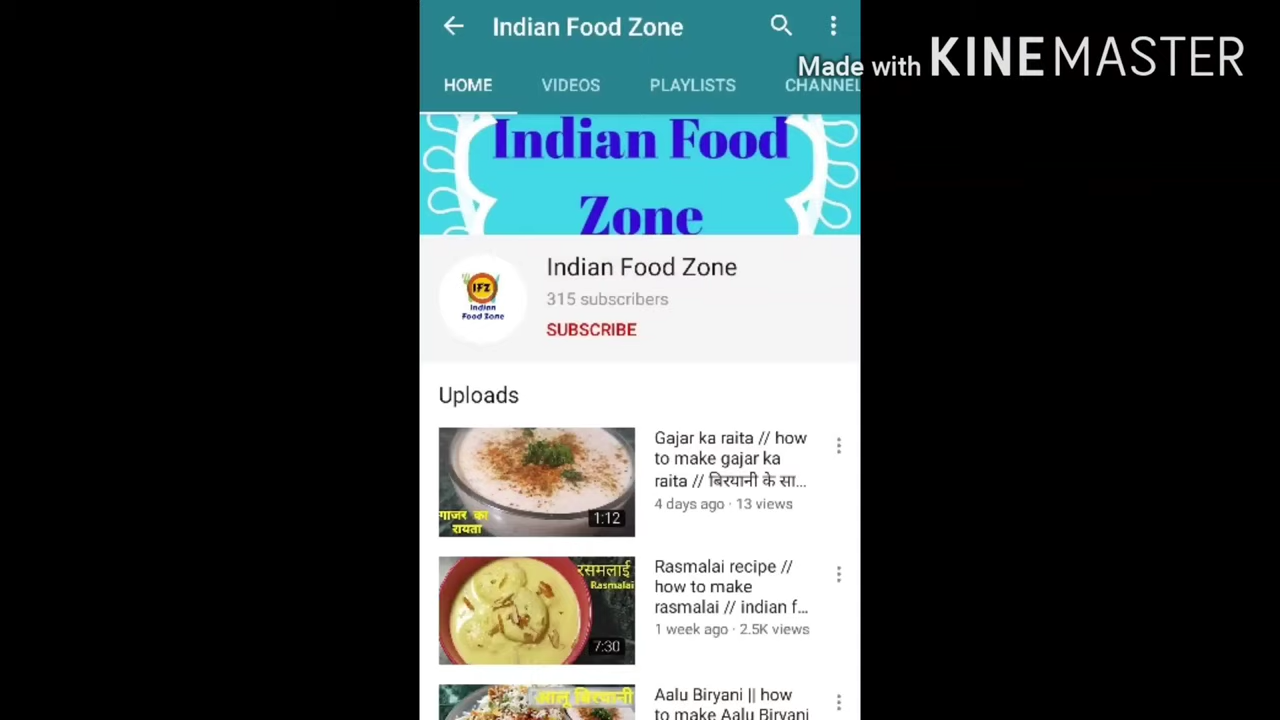 Indian Food Zone
Made with KINEMASTER
HOME VIDEOS PLAYLISTS CHANNEL
Indian Food
Zone
Indian Food Zone
315 subscribers
SUBSCRIBE
IFZ
Indian
Food Zone
Uploads
Gajar ka raita // how
to make gajar ka
raita // बिरयानी के सा...
4 days ago · 13 views
गाजर का
रायता
1:12
Rasmalai recipe //
how to make
rasmalai // indian f...
1 week ago · 2.5K views
रसमलाई
Rasmalai
7:30
Aalu Biryani || how
to make Aalu Biryani
आलू बिरयानी